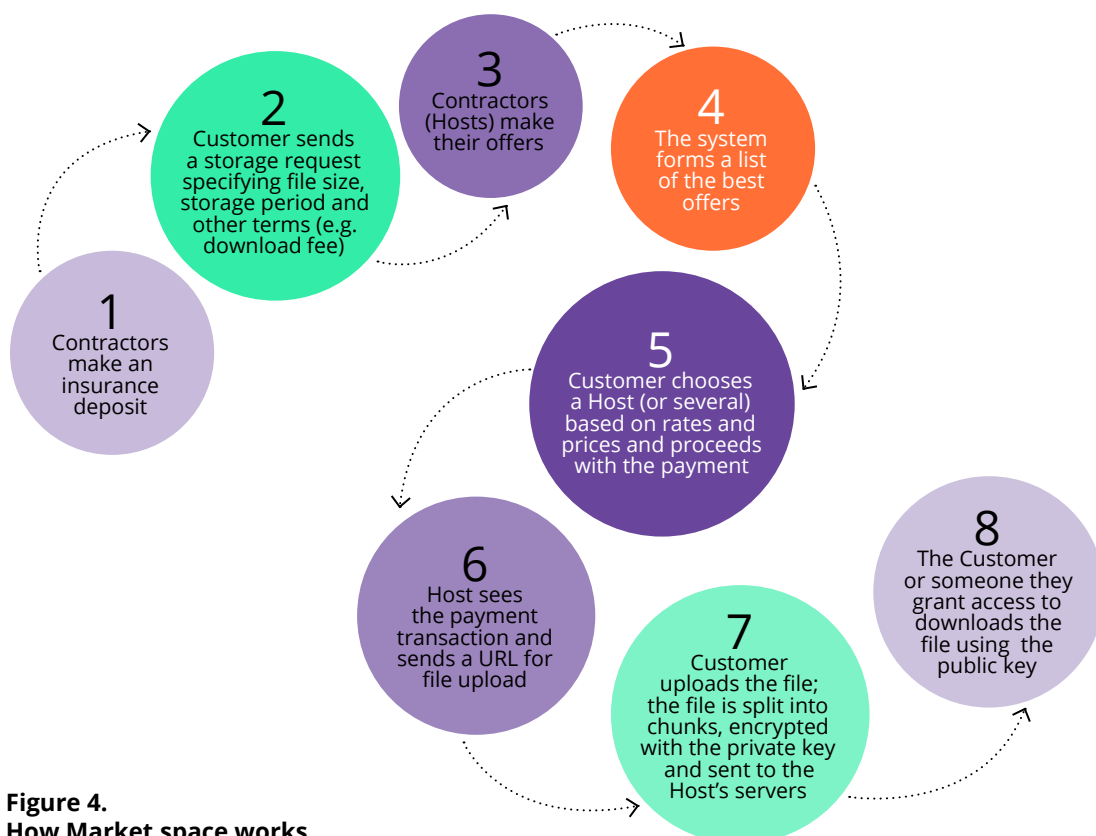 1
Contractors
make an
insurance
deposit
2
Customer sends
a storage request
specifying file size,
storage period and
other terms (e.g.
download fee)
3
Contractors
(Hosts) make
their offers
4
The system
forms a list
of the best
offers
5
Customer chooses
a Host (or several)
based on rates and
prices and proceeds
with the payment
6
Host sees
the payment
transaction and
sends a URL for
file upload
7
Customer
uploads the file;
the file is split into
chunks, encrypted
with the private key
and sent to the
Host’s servers
8
The Customer
or someone they
grant access to
downloads the
file using  the
public key
Figure 4.
How Market space works